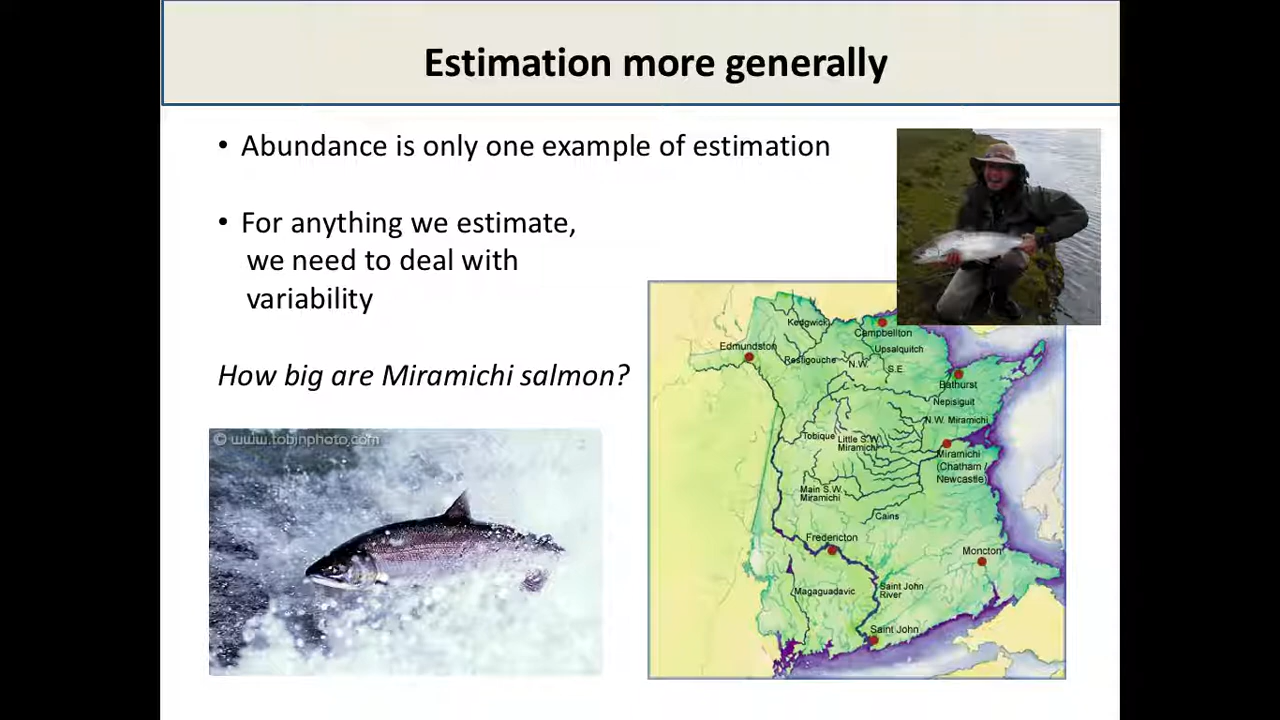 Estimation more generally
• Abundance is only one example of estimation
• For anything we estimate,
we need to deal with
variability
How big are Miramichi salmon?
© www.tobinphoto.com
Kedgwick
Campbellton
Edmundston
Upsalquitch
Restigouche
N.W.
S.E
Bathurst
Nepisiguit
N.W. Miramichi
Tobique
Little S.W.
Miramichi
Miramichi
(Chatham /
Newcastle)
Main S.W.
Miramichi
Cains
Fredericton
Moncton
Magaguadavic
Saint John
River
Saint John